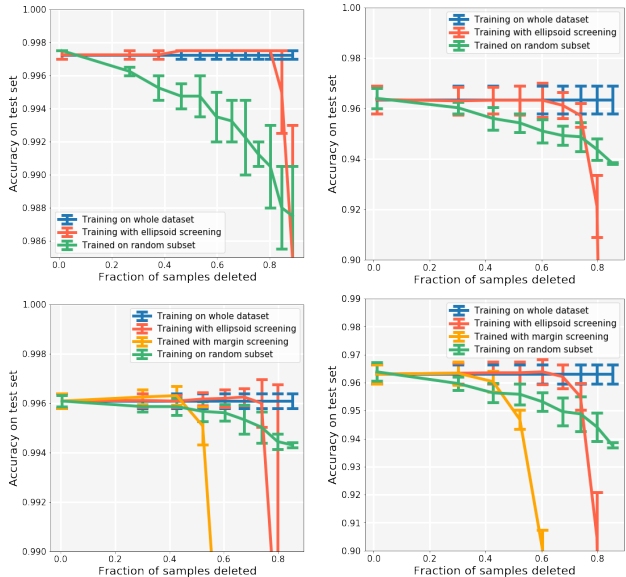 Accuracy on test set
1.000
0.998
0.996
0.994
0.992
0.990
0.988
0.986
Training on whole dataset
Training with ellipsoid screening
Trained on random subset
0.0 0.2 0.4 0.6 0.8
Fraction of samples deleted
Accuracy on test set
1.00
0.98
0.96
0.94
0.92
0.90
Training on whole dataset
Training with ellipsoid screening
Trained on random subset
0.0 0.2 0.4 0.6 0.8
Fraction of samples deleted
Accuracy on test set
1.000
0.998
0.996
0.994
0.992
0.990
Training on whole dataset
Training with ellipsoid screening
Trained with margin screening
Training on random subset
0.0 0.2 0.4 0.6 0.8
Fraction of samples deleted
Accuracy on test set
0.99
0.98
0.97
0.96
0.95
0.94
0.93
0.92
0.91
0.90
Training on whole dataset
Training with ellipsoid screening
Trained with margin screening
Training on random subset
0.0 0.2 0.4 0.6 0.8
Fraction of samples deleted